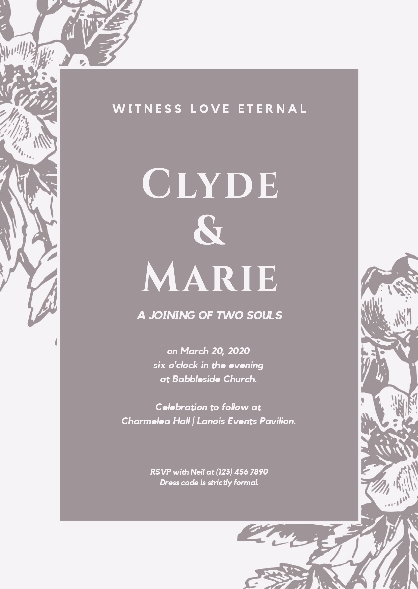 WITNESS LOVE ETERNAL
CLYDE
&
MARIE
A JOINING OF TWO SOULS
on March 20, 2020
six o'clock in the evening
at Babbleside Church.
Celebration to follow at
Charmelea Hall | Lanois Events Pavilion.
RSVP with Neil at (123) 456 7890
Dress code is strictly formal.